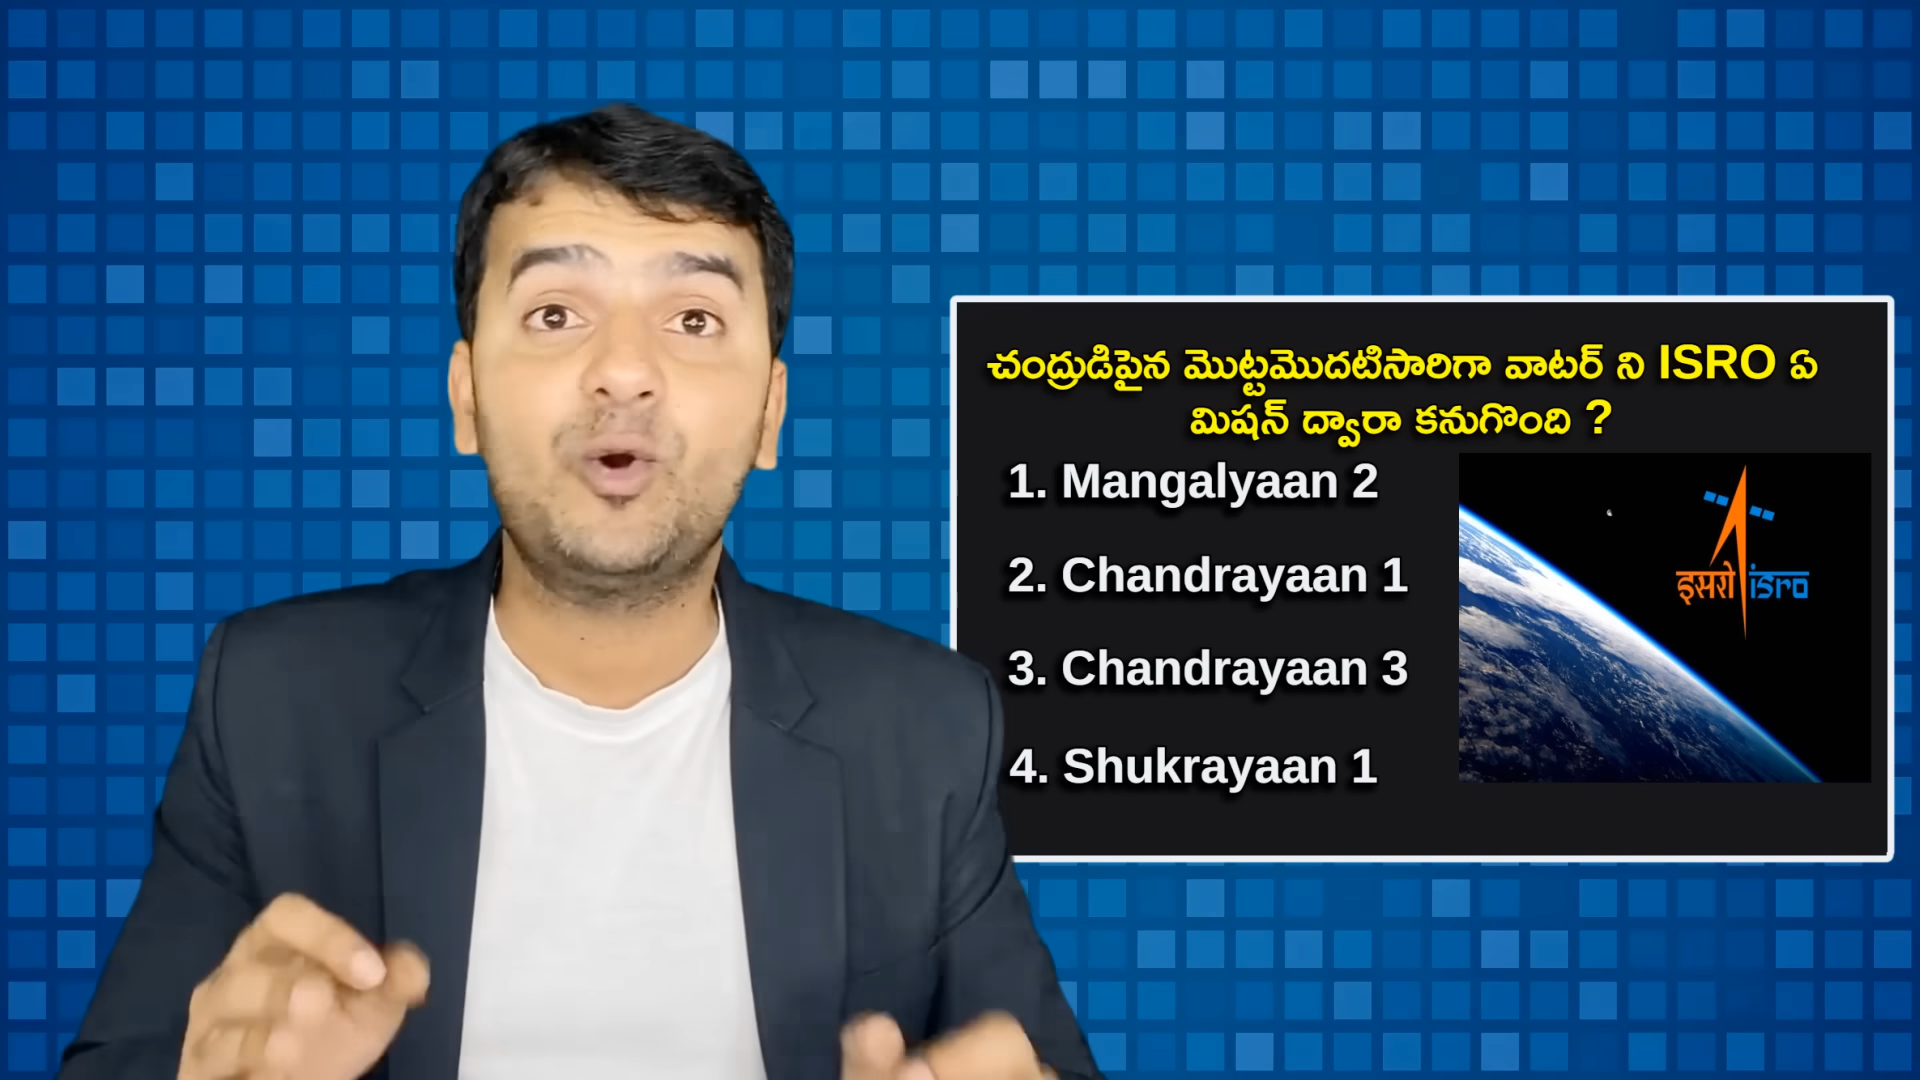 చంద్రుడిపైన మొట్టమొదటిసారిగా వాటర్ ని ISRO ఏ
మిషన్ ద్వారా కనుగొంది ?
1. Mangalyaan 2
2. Chandrayaan 1
3. Chandrayaan 3
4. Shukrayaan 1
इसरो isro